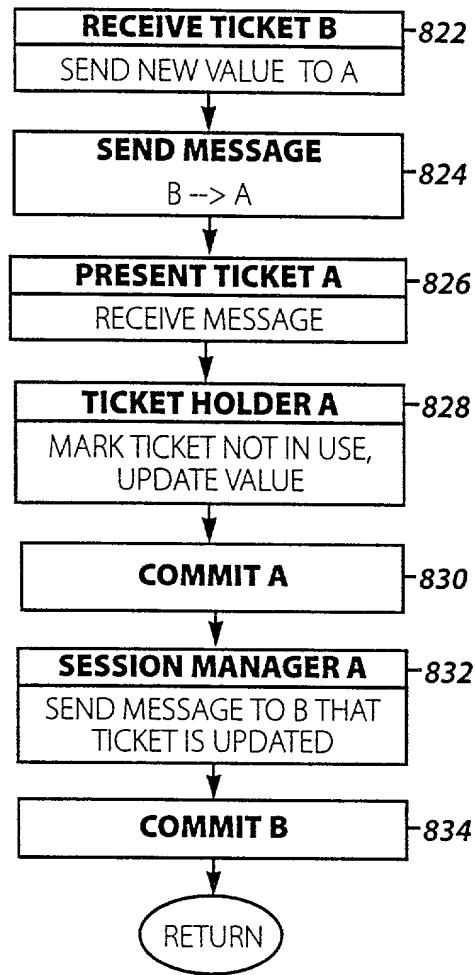 RECEIVE TICKET B 822
SEND NEW VALUE TO A
SEND MESSAGE
B --> A 824
PRESENT TICKET A 826
RECEIVE MESSAGE
TICKET HOLDER A 828
MARK TICKET NOT IN USE,
UPDATE VALUE
COMMIT A 830
SESSION MANAGER A 832
SEND MESSAGE TO B THAT
TICKET IS UPDATED
COMMIT B 834
RETURN